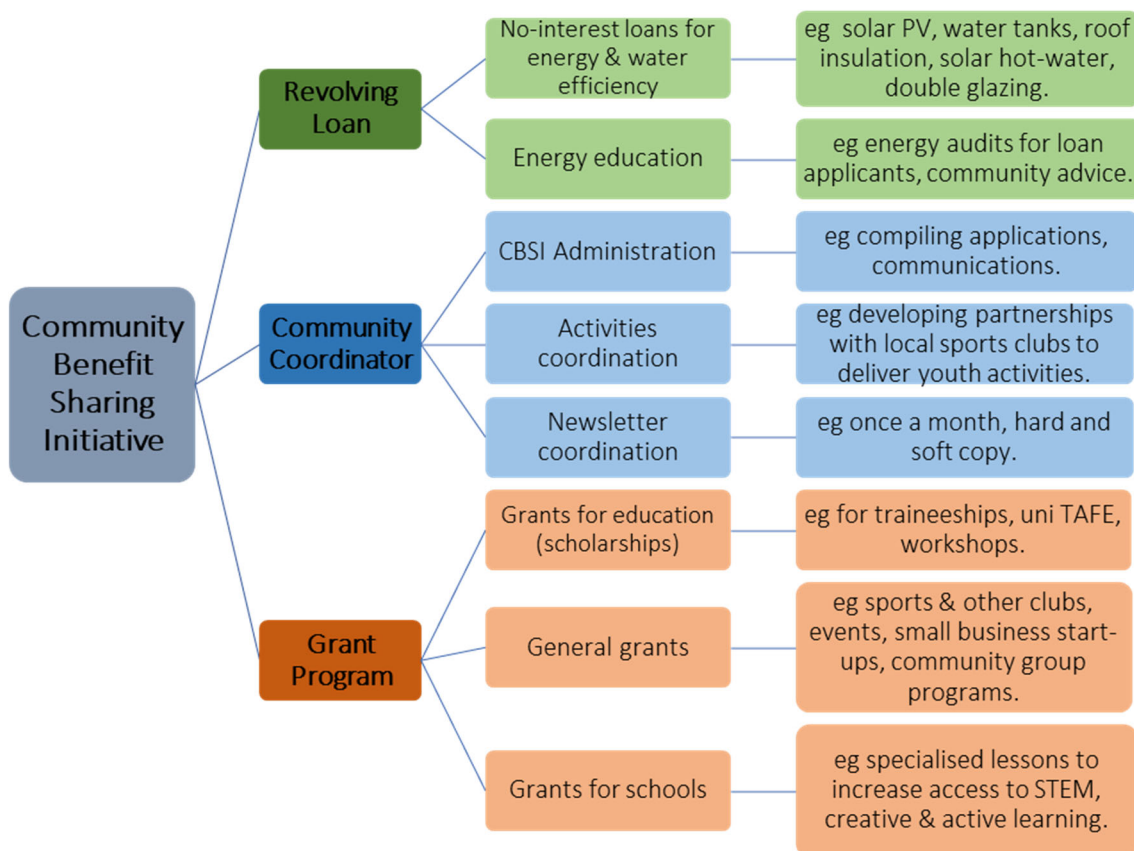 Community
Benefit
Sharing
Initiative
Revolving
Loan
No-interest loans for
energy & water
efficiency
eg  solar PV, water tanks, roof
insulation, solar hot-water,
double glazing.
Energy education
eg energy audits for loan
applicants, community advice.
Community
Coordinator
CBSI Administration
eg compiling applications,
communications.
Activities
coordination
eg developing partnerships
with local sports clubs to
deliver youth activities.
Newsletter
coordination
eg once a month, hard and
soft copy.
Grant
Program
Grants for education
(scholarships)
eg for traineeships, uni TAFE,
workshops.
General grants
eg sports & other clubs,
events, small business start-
ups, community group
programs.
Grants for schools
eg specialised lessons to
increase access to STEM,
creative & active learning.